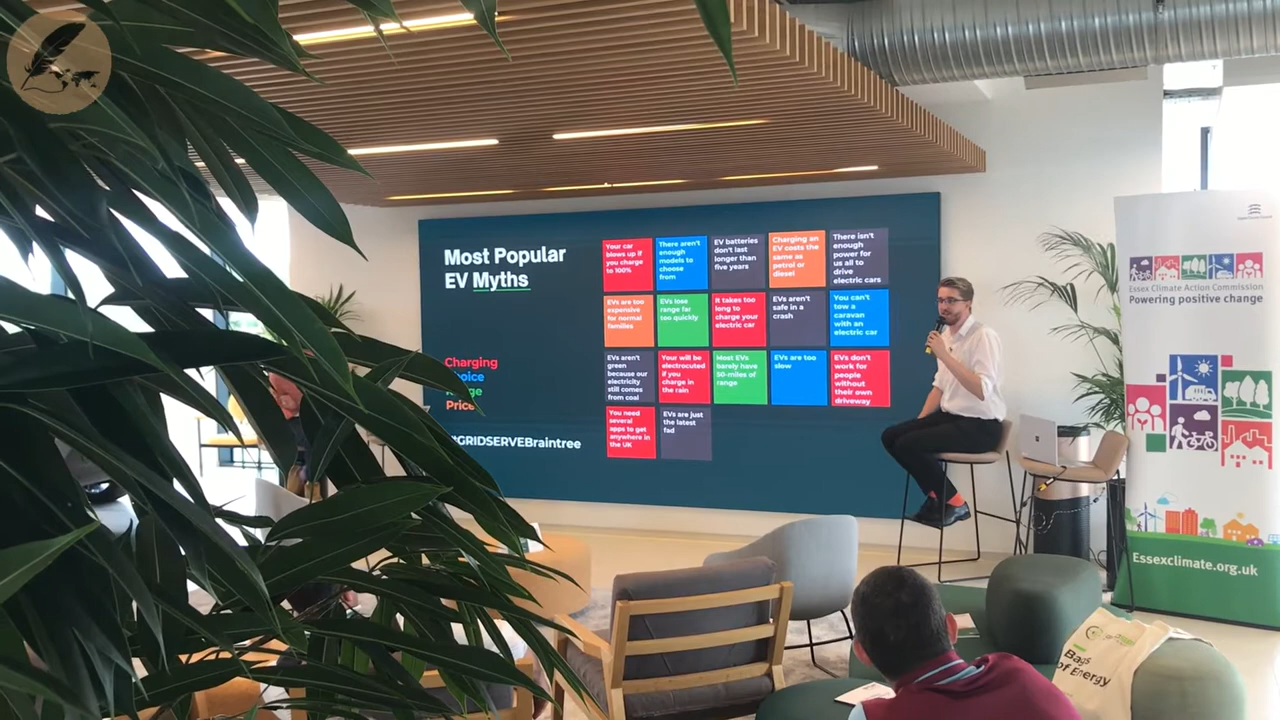 Most Popular
EV Myths
Your car
blows up if
you charge
to 100%
There aren't
enough
models to
choose
from
EV batteries
don't last
longer than
five years
Charging an
EV costs the
same as
petrol or
diesel
There isn't
enough
power for
us all to
drive
electric cars
EVs are too
expensive
for normal
families
EVs lose
range far
too quickly
It takes too
long to
charge your
electric car
EVs aren't
safe in a
crash
You can't
tow a
caravan
with an
electric car
EVs aren't
green
because our
electricity
still comes
from coal
Your will be
electrocuted
if you
charge in
the rain
Most EVs
barely have
50-miles of
range
EVs are too
slow
EVs don't
work for
people
without
their own
driveway
You need
several
apps to get
anywhere in
the UK
EVs are just
the latest
fad
Charging
Price
#GRIDSERVEBraintree
Essex Climate Action Commission
Powering positive change
Essexclimate.org.uk
Bags
of Energy